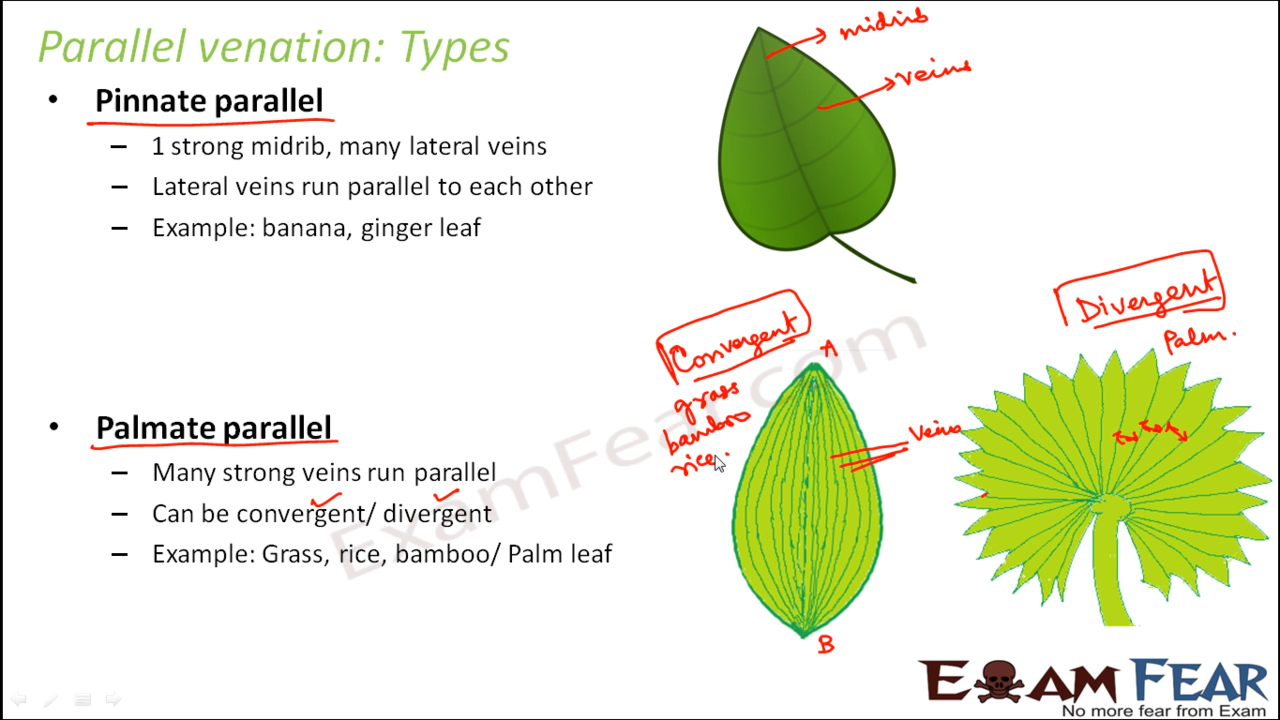 Parallel venation: Types
• Pinnate parallel
– 1 strong midrib, many lateral veins
– Lateral veins run parallel to each other
– Example: banana, ginger leaf
• Palmate parallel
– Many strong veins run parallel
– Can be convergent/ divergent
– Example: Grass, rice, bamboo/ Palm leaf
midrib
veins
Convergent
grass
bamboo
rice.
A
Veins
B
Divergent
Palm.
ExamFear.com
EXAM FEAR
No more fear from Exam